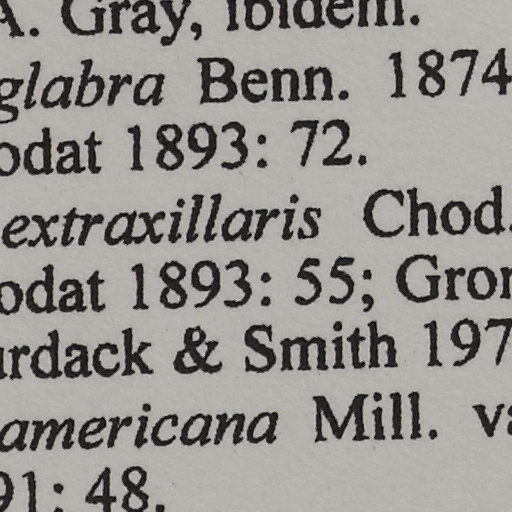 A. Gray, ibidem.
glabra Benn. 1874
odat 1893: 72.
extraxillaris Chod.
odat 1893: 55; Gron
urdack & Smith 197
americana Mill. va
91: 48.